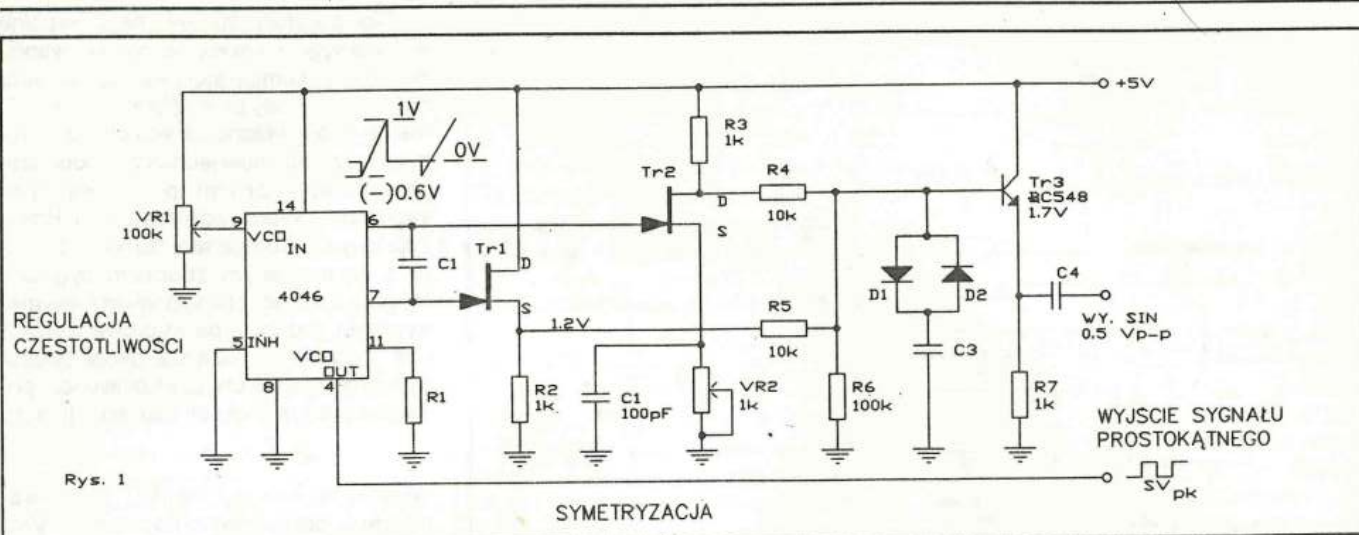 +5V
1V
0V
(-)0.6V
R3
1k
Tr2
R4
10k
D
S
Tr3
BC548
1.7V
VR1
100k
14
9
6
VCO
IN
C1
Tr1
D
S
4046
7
1.2V
R5
10k
D1
D2
C4
WY. SIN
0.5 Vp-p
REGULACJA
CZĘSTOTLIWOŚCI
5
INH
VCO
11
OUT
8
4
R1
R2
1k
C1
100pF
VR2
1k
R6
100k
C3
R7
1k
WYJŚCIE SYGNAŁU
PROSTOKĄTNEGO
5V pk
Rys. 1
SYMETRYZACJA